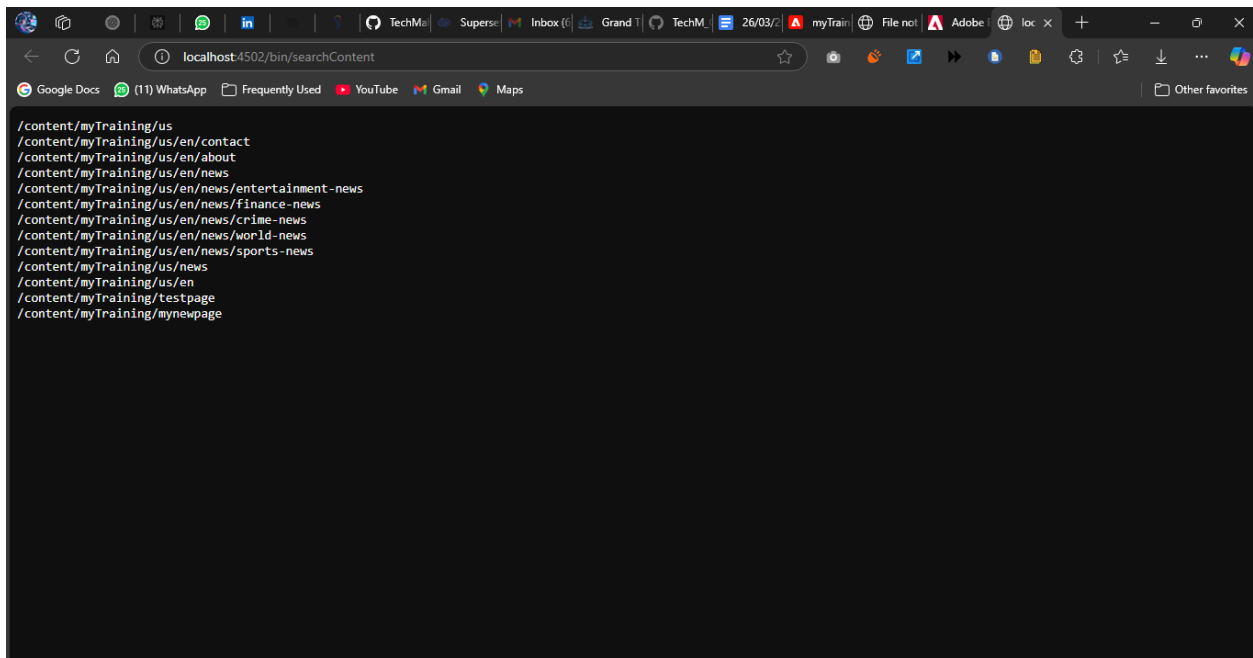 TechMai
Superse
Inbox (6
Grand T
TechM_(
26/03/2
myTrain
File not
Adobe
loc
localhost:4502/bin/searchContent
Google Docs
25
(11) WhatsApp
Frequently Used
YouTube
Gmail
Maps
Other favorites
/content/myTraining/us
/content/myTraining/us/en/contact
/content/myTraining/us/en/about
/content/myTraining/us/en/news
/content/myTraining/us/en/news/entertainment-news
/content/myTraining/us/en/news/finance-news
/content/myTraining/us/en/news/crime-news
/content/myTraining/us/en/news/world-news
/content/myTraining/us/en/news/sports-news
/content/myTraining/us/news
/content/myTraining/us/en
/content/myTraining/testpage
/content/myTraining/mynewpage